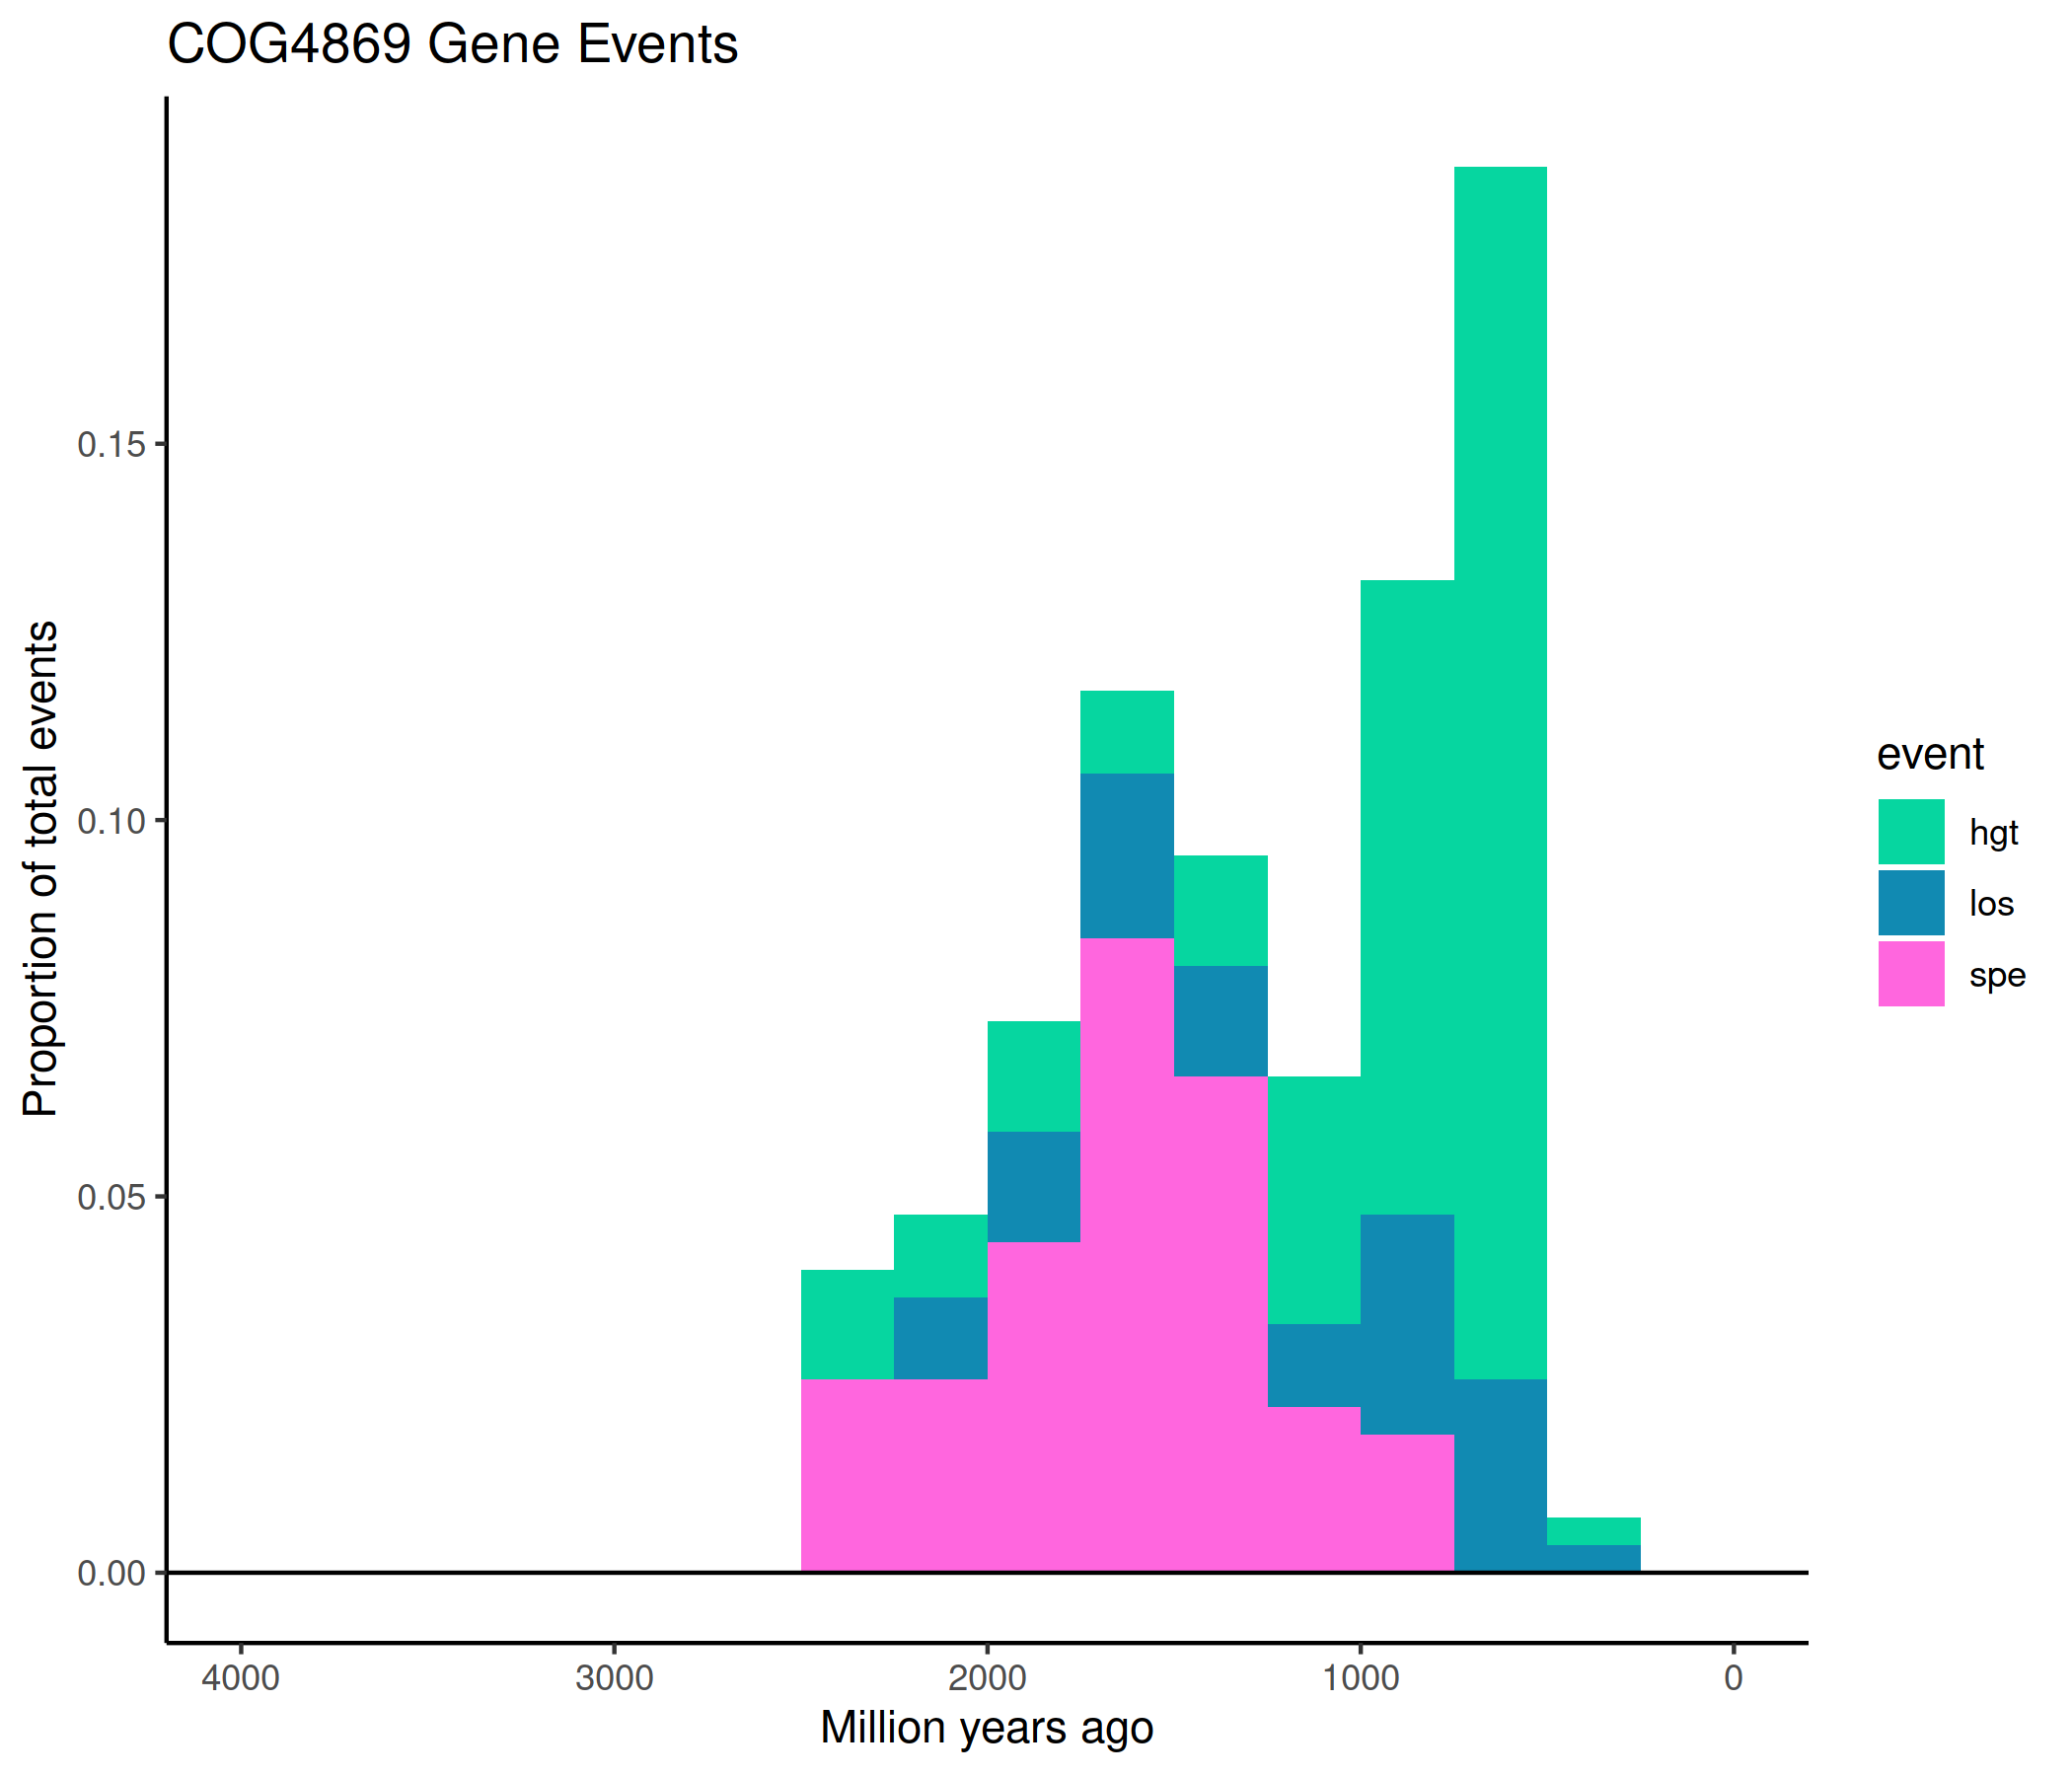 COG4869 Gene Events
Proportion of total events
0.15
0.10
0.05
0.00
4000 3000 2000 1000 0
Million years ago
event
hgt
los
spe